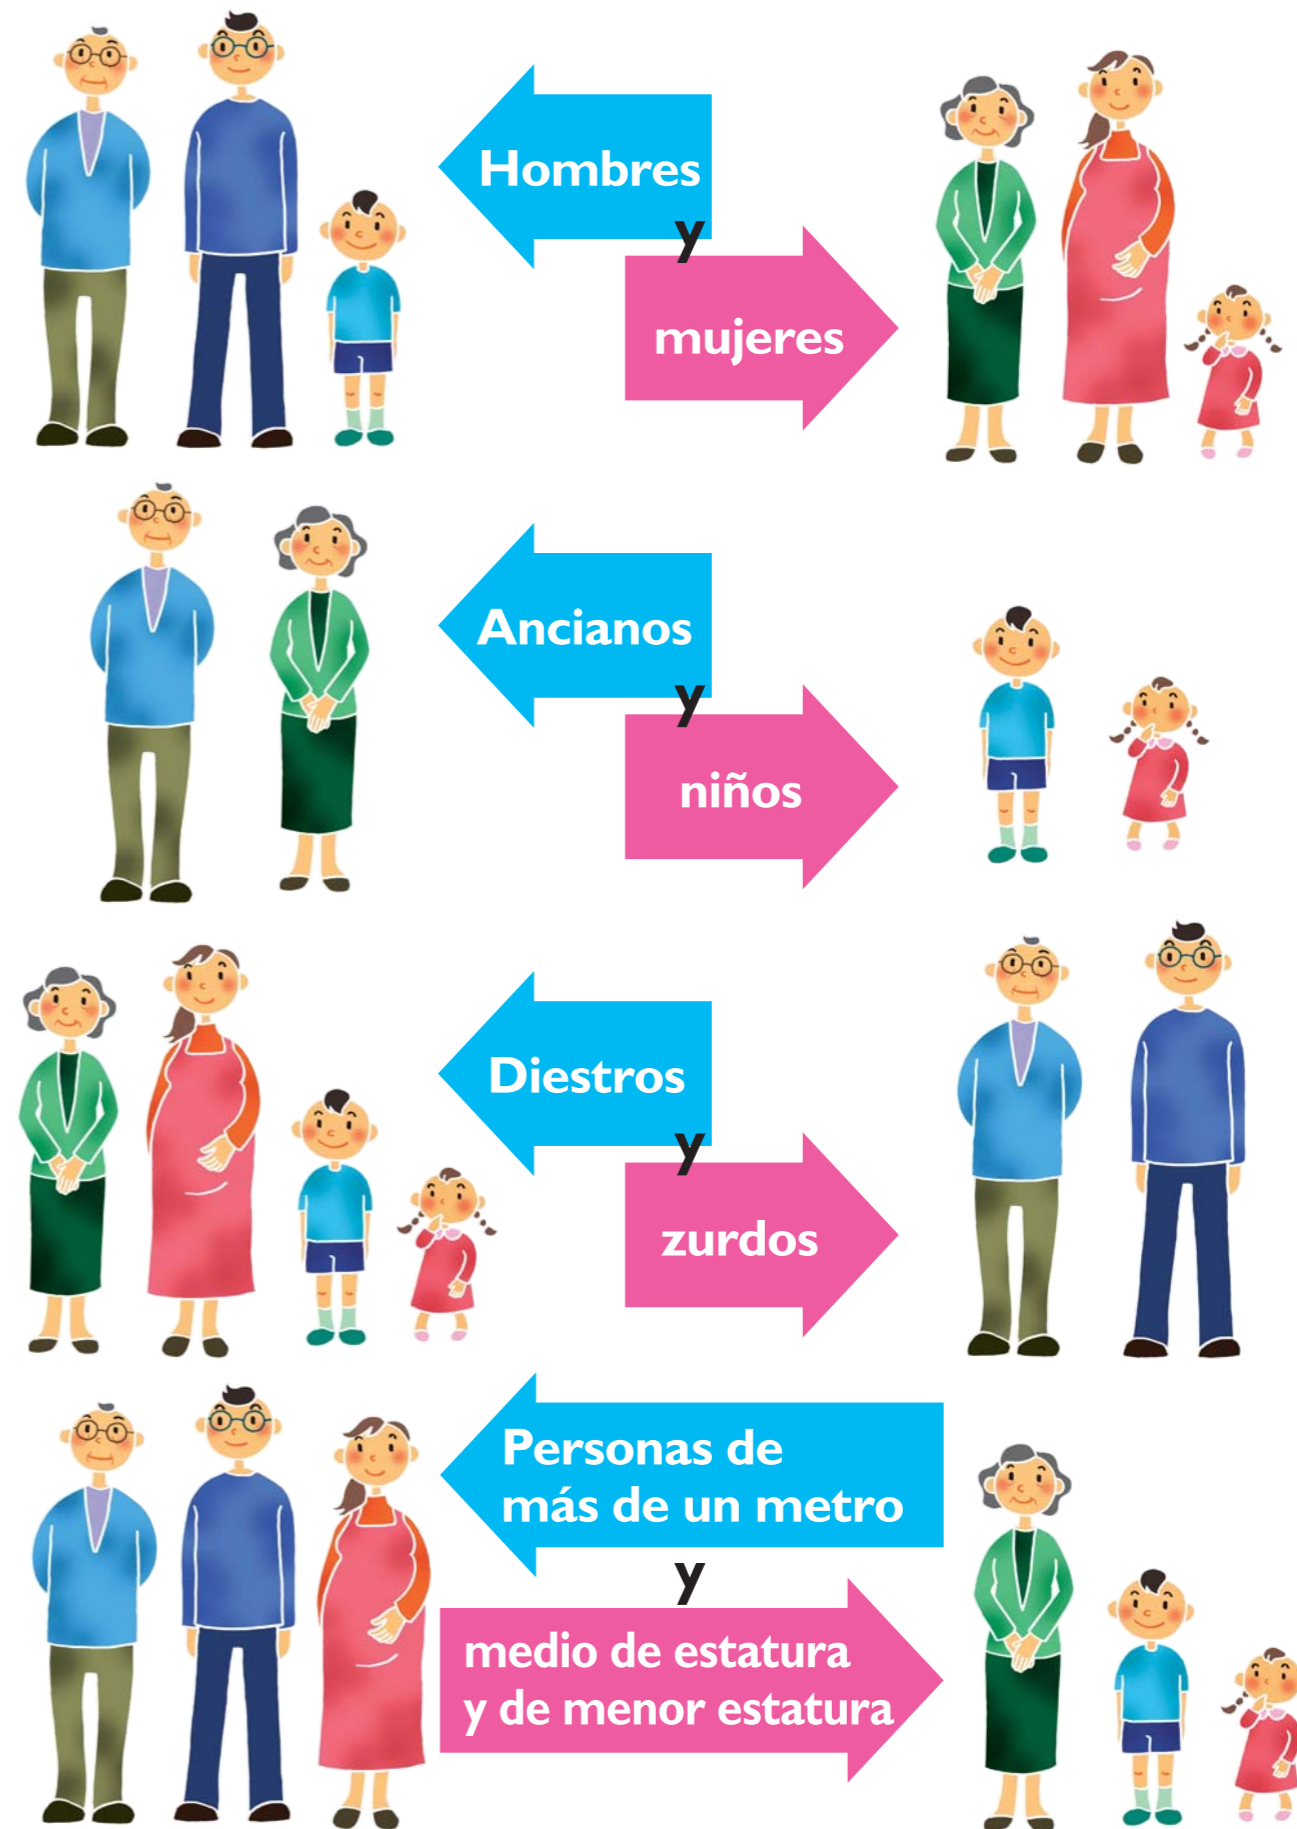 Hombres
y
mujeres
Ancianos
y
niños
Diestros
y
zurdos
Personas de
más de un metro
y
medio de estatura
y de menor estatura